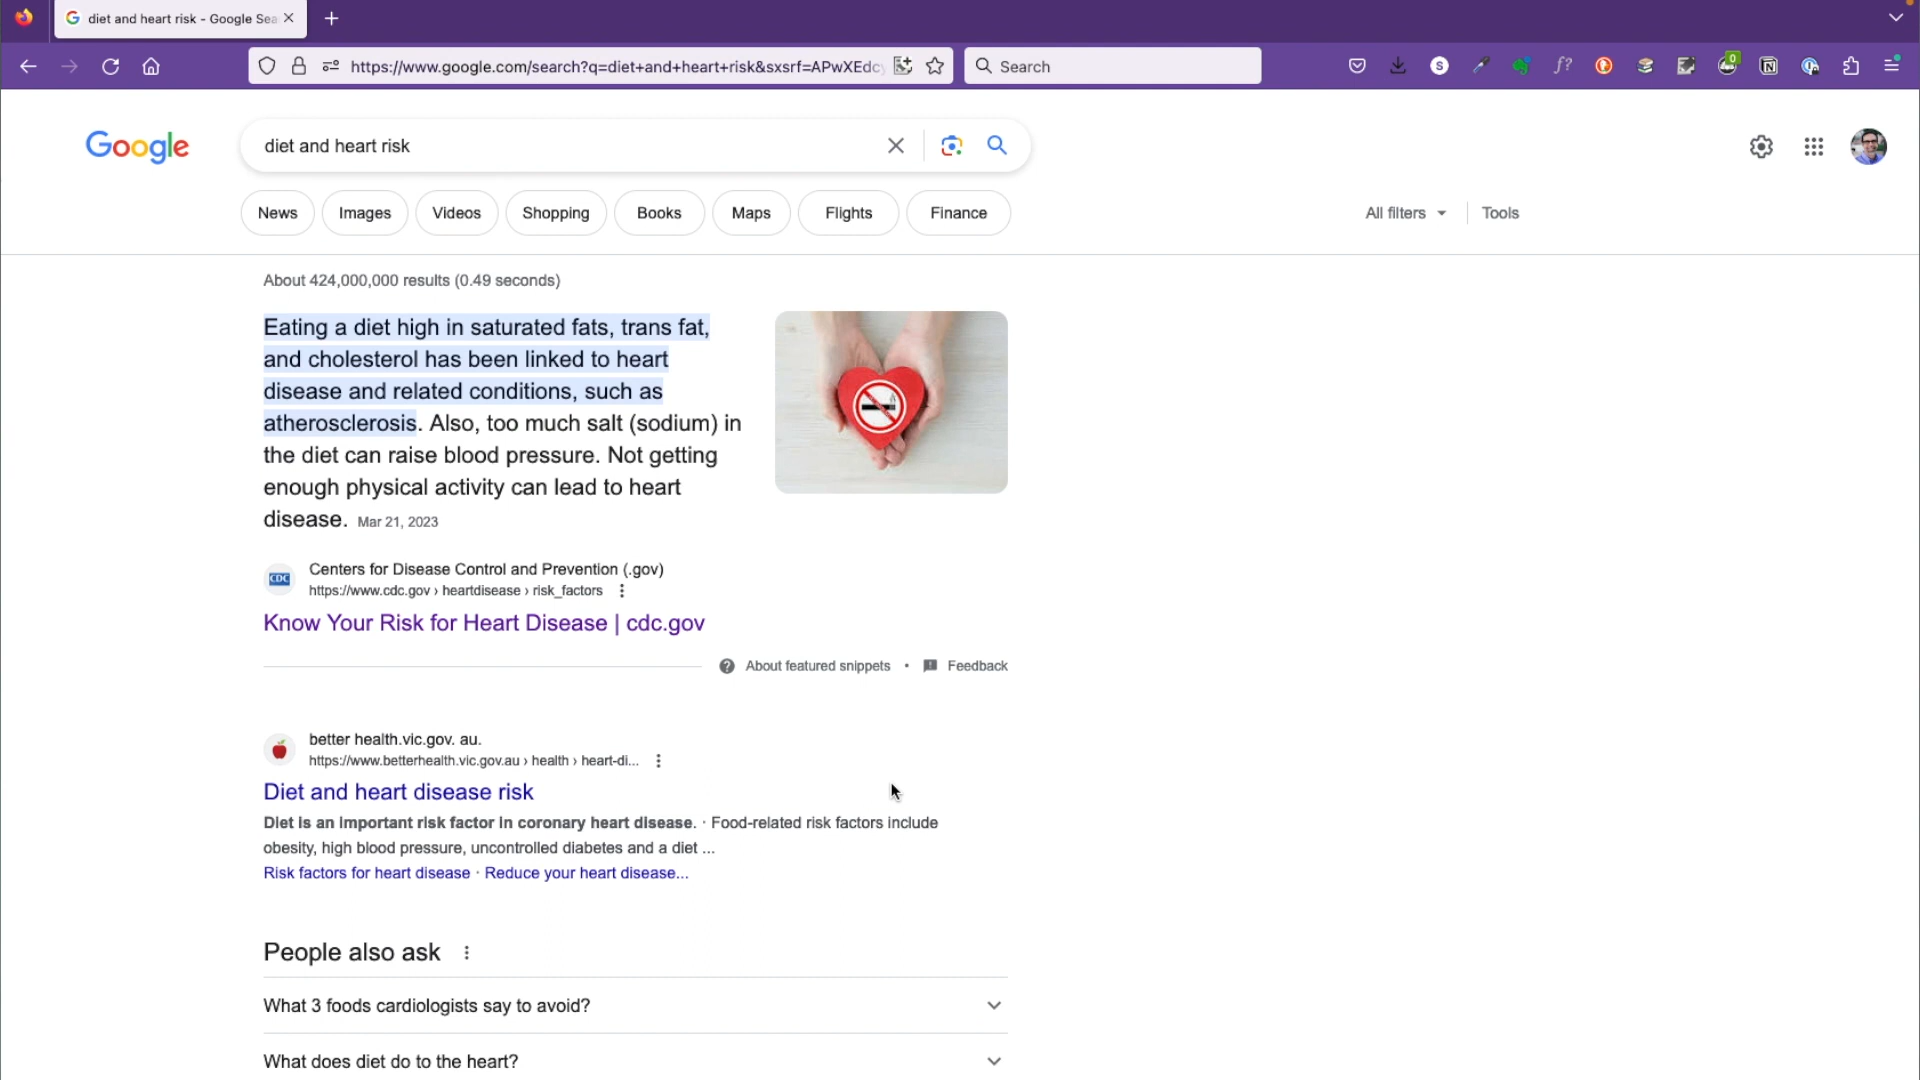 diet and heart risk - Google Sea
https://www.google.com/search?q=diet+and+heart+risk&sxsrf=APwXEdc
Search
S
f?
0
Google
diet and heart risk
News
Images
Videos
Shopping
Books
Maps
Flights
Finance
All filters
Tools
About 424,000,000 results (0.49 seconds)
Eating a diet high in saturated fats, trans fat,
and cholesterol has been linked to heart
disease and related conditions, such as
atherosclerosis. Also, too much salt (sodium) in
the diet can raise blood pressure. Not getting
enough physical activity can lead to heart
disease. Mar 21, 2023
CDC
Centers for Disease Control and Prevention (.gov)
https://www.cdc.gov › heartdisease › risk_factors
Know Your Risk for Heart Disease | cdc.gov
About featured snippets • Feedback
better health.vic.gov. au.
https://www.betterhealth.vic.gov.au › health › heart-di...
Diet and heart disease risk
Diet is an important risk factor in coronary heart disease. · Food-related risk factors include
obesity, high blood pressure, uncontrolled diabetes and a diet ...
Risk factors for heart disease · Reduce your heart disease...
People also ask
What 3 foods cardiologists say to avoid?
What does diet do to the heart?